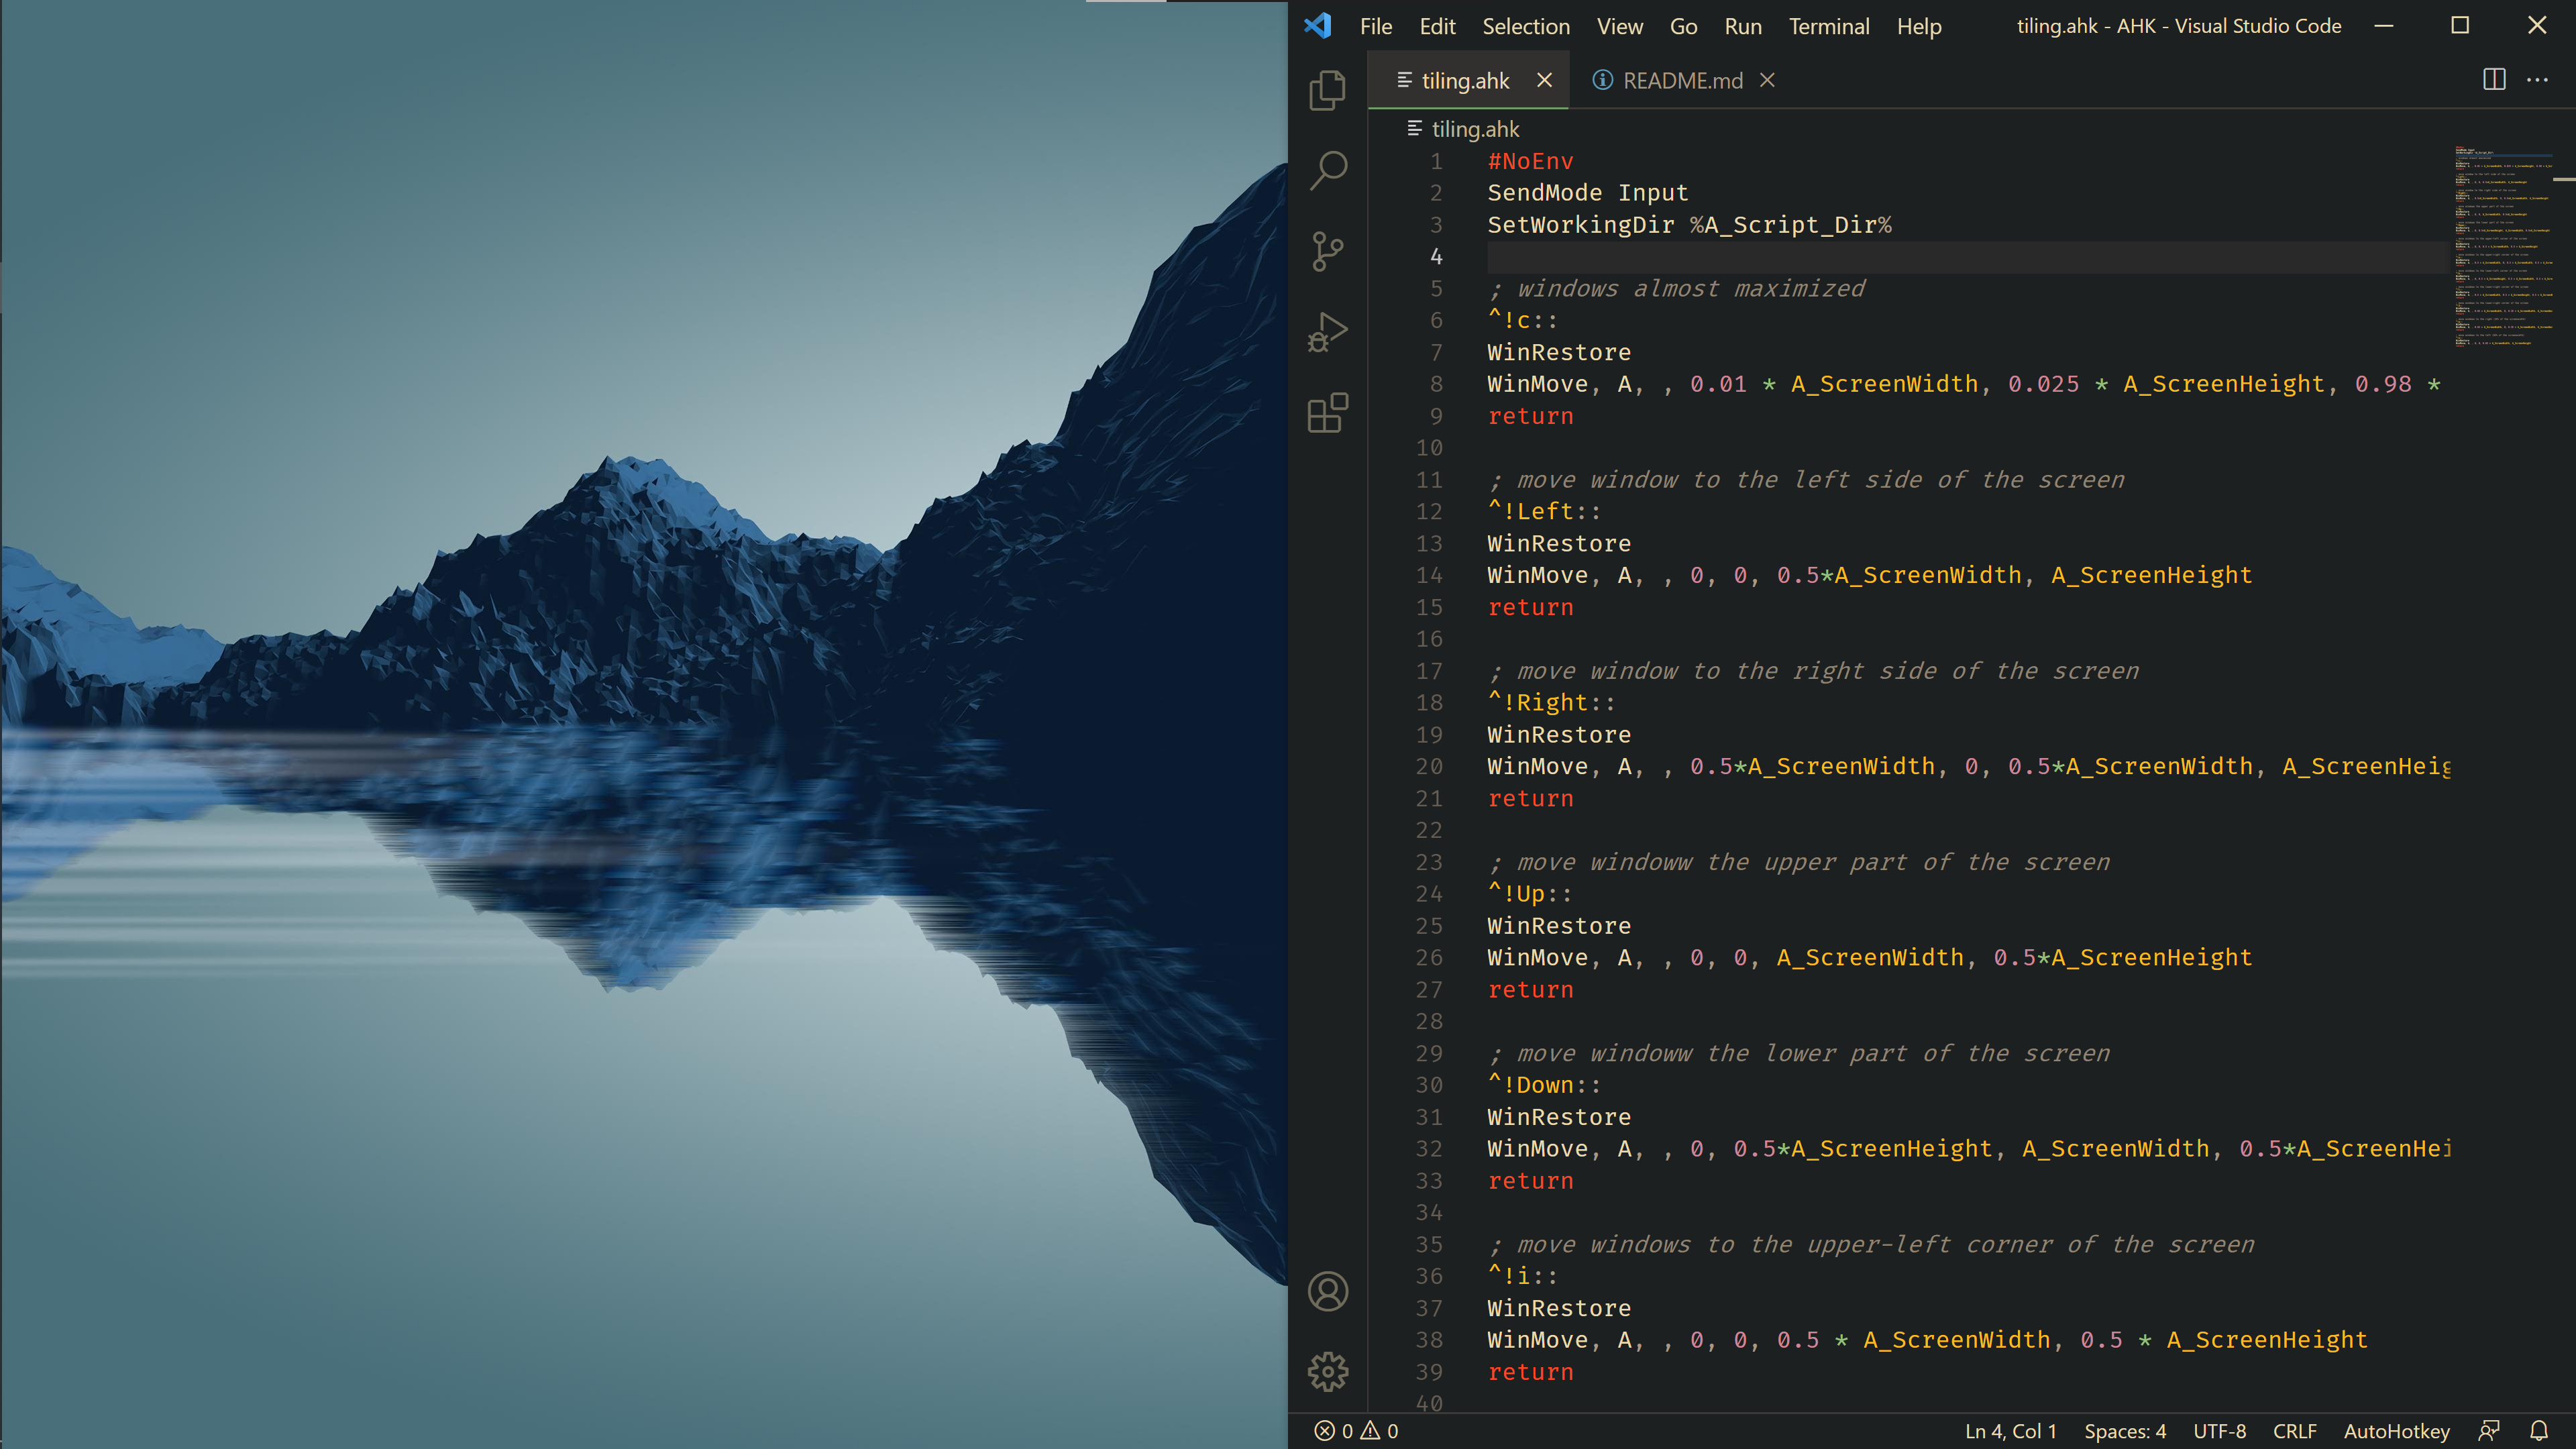 File Edit Selection View Go Run Terminal Help tiling.ahk - AHK - Visual Studio Code
tiling.ahk README.md
tiling.ahk
1 #NoEnv
2 SendMode Input
3 SetWorkingDir %A_Script_Dir%
4
5 ; windows almost maximized
6 ^!c::
7 WinRestore
8 WinMove, A, , 0.01 * A_ScreenWidth, 0.025 * A_ScreenHeight, 0.98 *
9 return
10
11 ; move window to the left side of the screen
12 ^!Left::
13 WinRestore
14 WinMove, A, , 0, 0, 0.5*A_ScreenWidth, A_ScreenHeight
15 return
16
17 ; move window to the right side of the screen
18 ^!Right::
19 WinRestore
20 WinMove, A, , 0.5*A_ScreenWidth, 0, 0.5*A_ScreenWidth, A_ScreenHeig
21 return
22
23 ; move windoww the upper part of the screen
24 ^!Up::
25 WinRestore
26 WinMove, A, , 0, 0, A_ScreenWidth, 0.5*A_ScreenHeight
27 return
28
29 ; move windoww the lower part of the screen
30 ^!Down::
31 WinRestore
32 WinMove, A, , 0, 0.5*A_ScreenHeight, A_ScreenWidth, 0.5*A_ScreenHei
33 return
34
35 ; move windows to the upper-left corner of the screen
36 ^!i::
37 WinRestore
38 WinMove, A, , 0, 0, 0.5 * A_ScreenWidth, 0.5 * A_ScreenHeight
39 return
40
0 0 Ln 4, Col 1 Spaces: 4 UTF-8 CRLF AutoHotkey